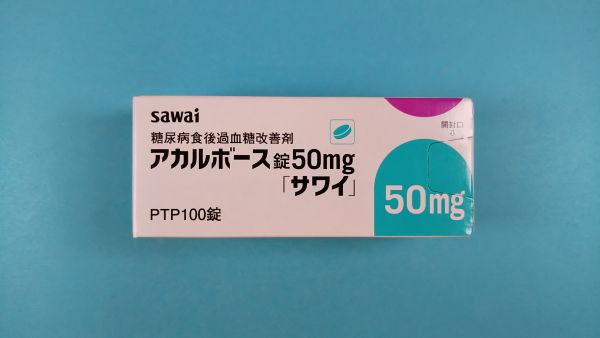 sawai
糖尿病食後過血糖改善剤
アカルボース錠50mg
「サワイ」
PTP100錠
開封口
50mg